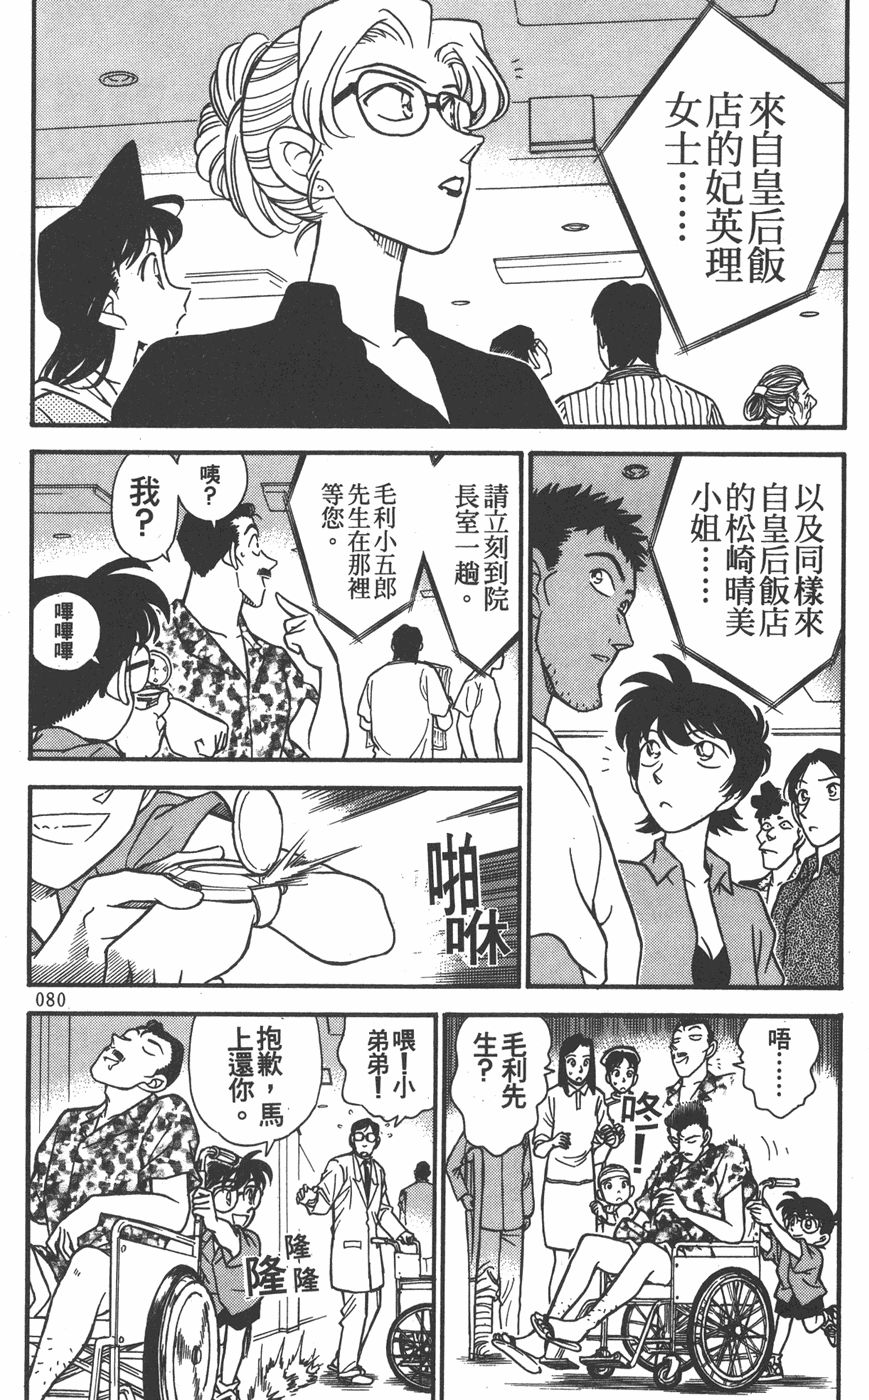 來自皇后飯
店的妃英理
女士……
以及同樣來
自皇后飯店
的松崎晴美
小姐……
請立刻到院
長室一趟。
毛利小五郎
先生在那裡
等您。
咦？
我？
嗶嗶嗶
啪咻
080
唔……
毛利先
生？
咚！
喂！小
弟弟！
抱歉，馬
上還你。
隆
隆
隆